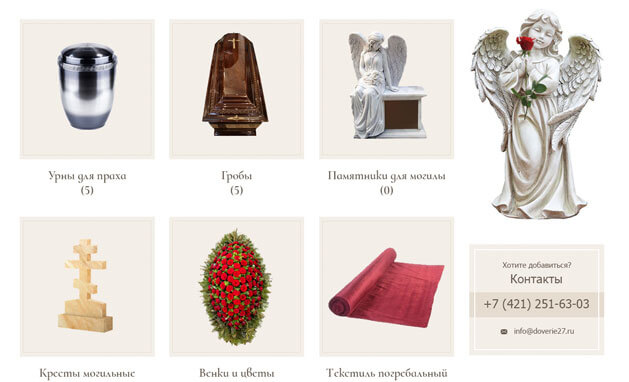 Урны для праха
(5)
Гробы
(5)
Памятники для могилы
(0)
Кресты могильные
Венки и цветы
Текстиль погребальный
Хотите добавиться?
Контакты
+7 (421) 251-63-03
info@doverie27.ru